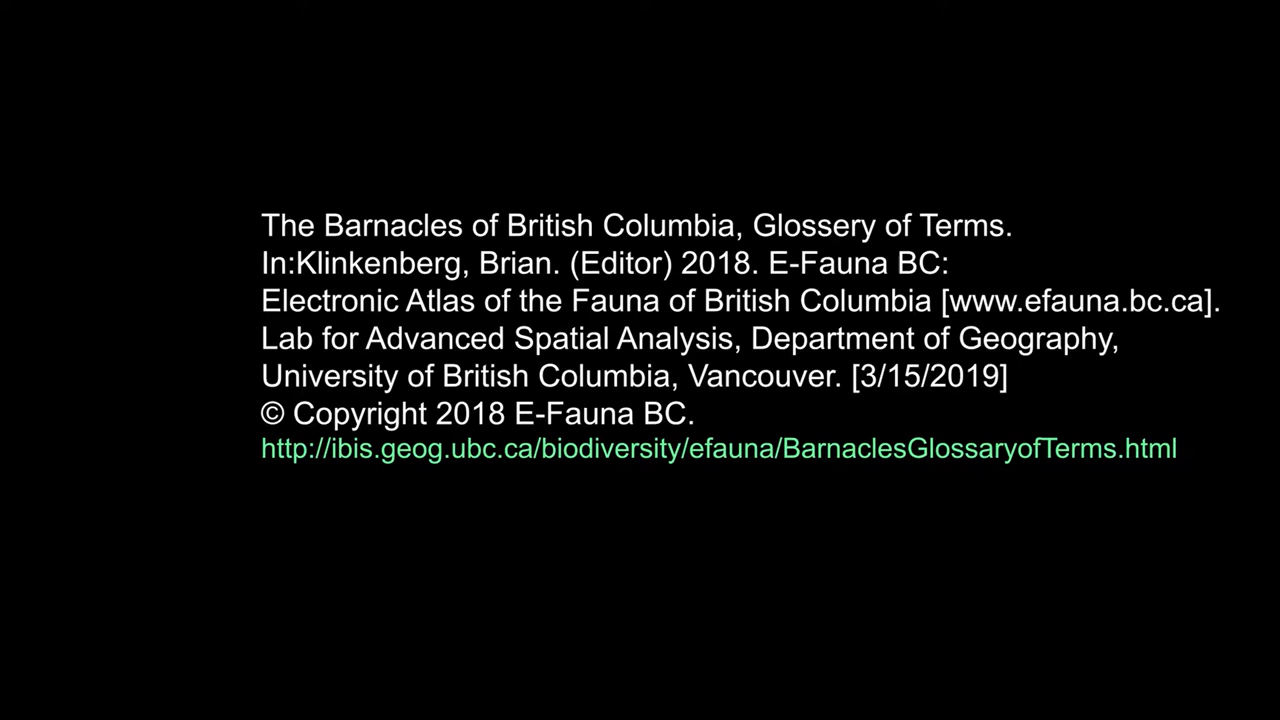 The Barnacles of British Columbia, Glossery of Terms.
In:Klinkenberg, Brian. (Editor) 2018. E-Fauna BC:
Electronic Atlas of the Fauna of British Columbia [www.efauna.bc.ca].
Lab for Advanced Spatial Analysis, Department of Geography,
University of British Columbia, Vancouver. [3/15/2019]
© Copyright 2018 E-Fauna BC.
http://ibis.geog.ubc.ca/biodiversity/efauna/BarnaclesGlossaryofTerms.html